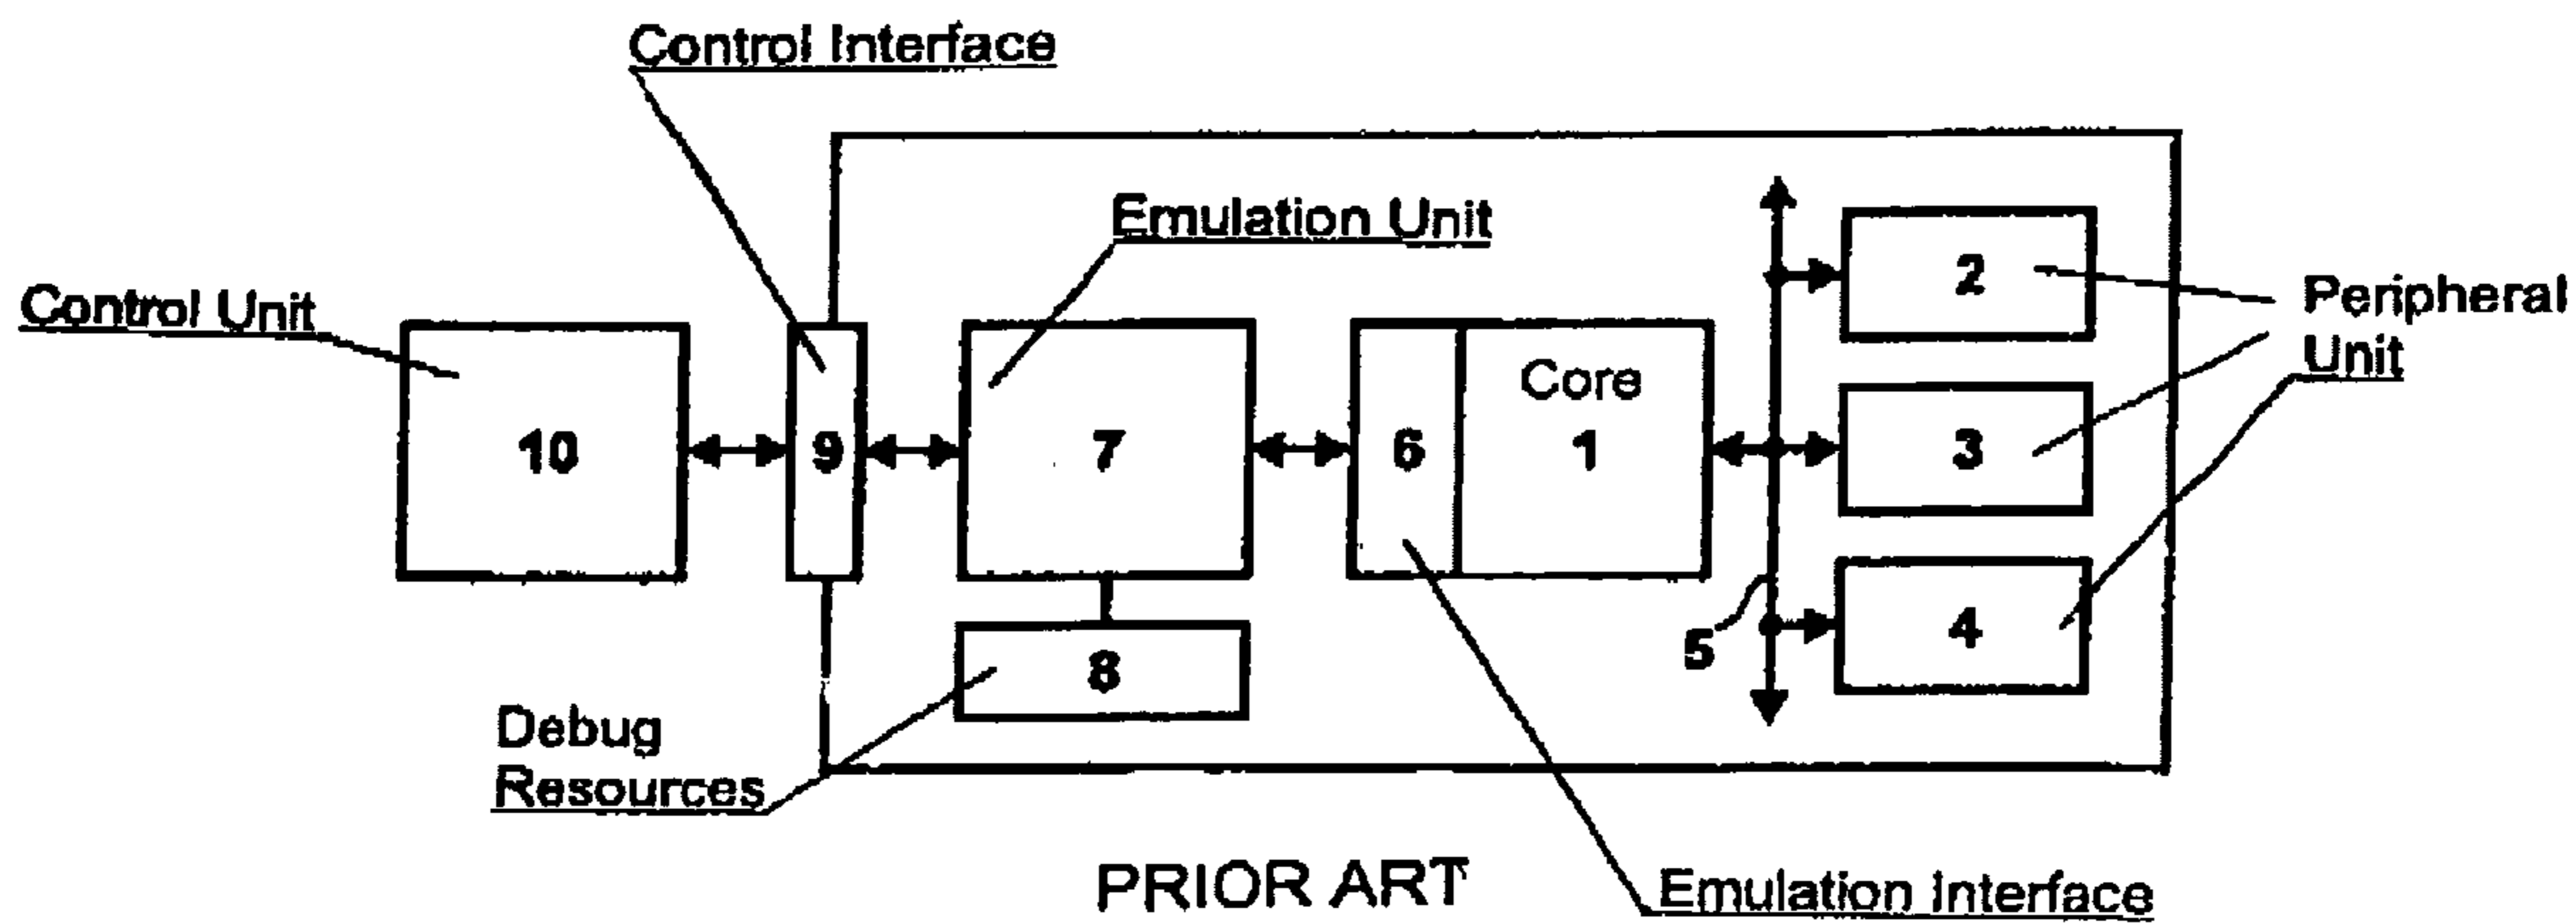 Control Interface
Emulation Unit
Control Unit
2
Peripheral
Unit
Core
10
9
7
6
1
3
5
4
8
Debug
Resources
PRIOR ART
Emulation Interface